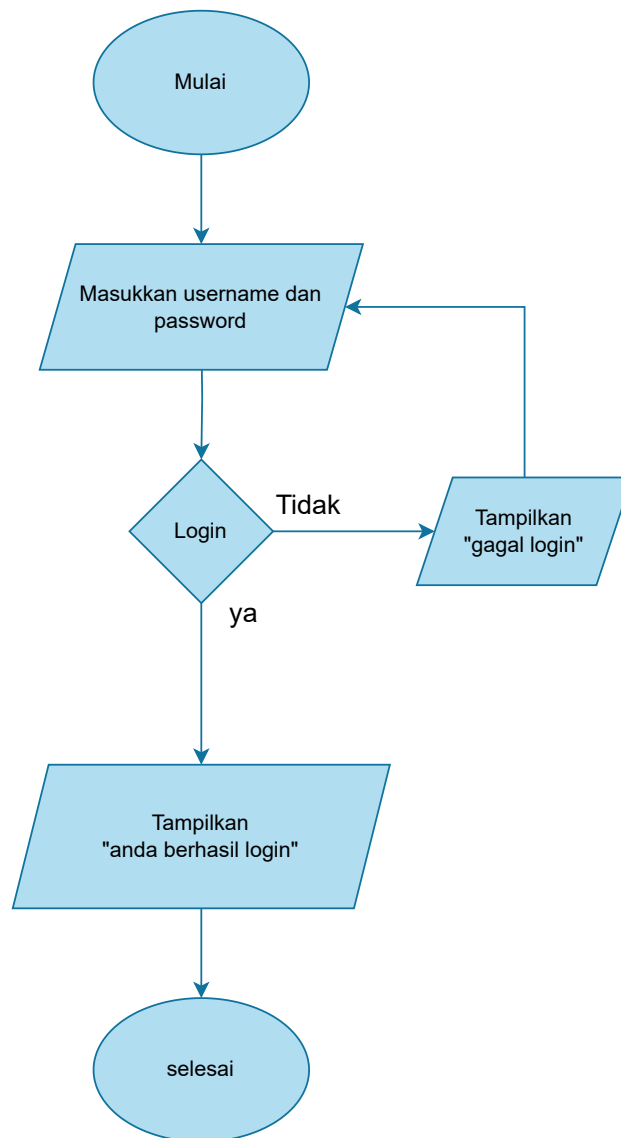 Mulai
Masukkan username dan
password
Login
Tidak
Tampilkan
"gagal login"
ya
Tampilkan
"anda berhasil login"
selesai